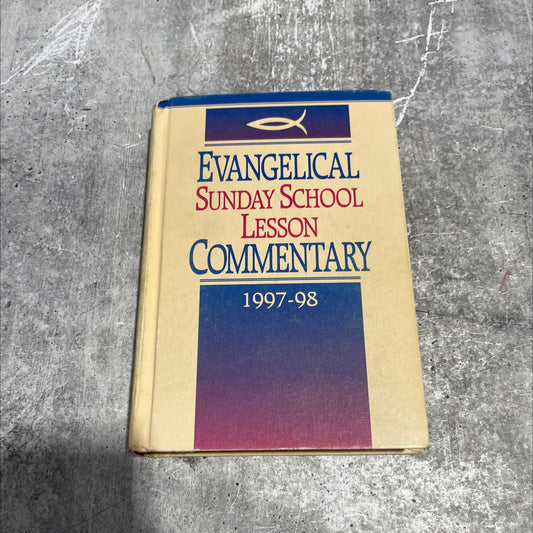 EVANGELICAL
SUNDAY SCHOOL
LESSON
COMMENTARY
1997-98